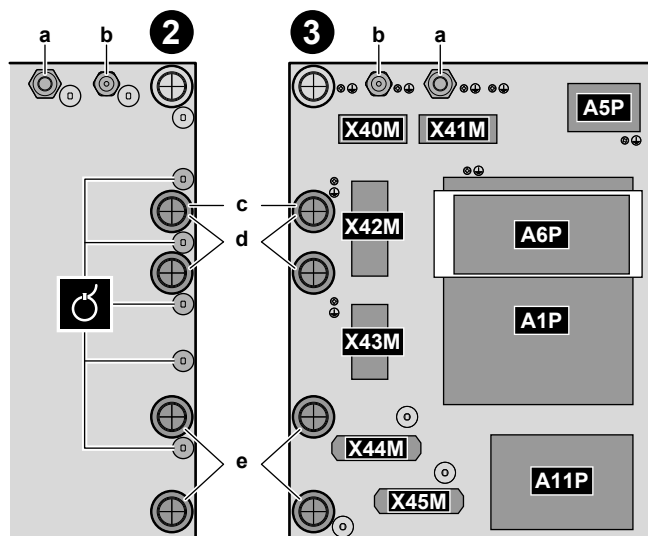 a b 2 3 b a
A5P
X40M X41M
c
d X42M A6P
X43M A1P
e X44M
X45M A11P